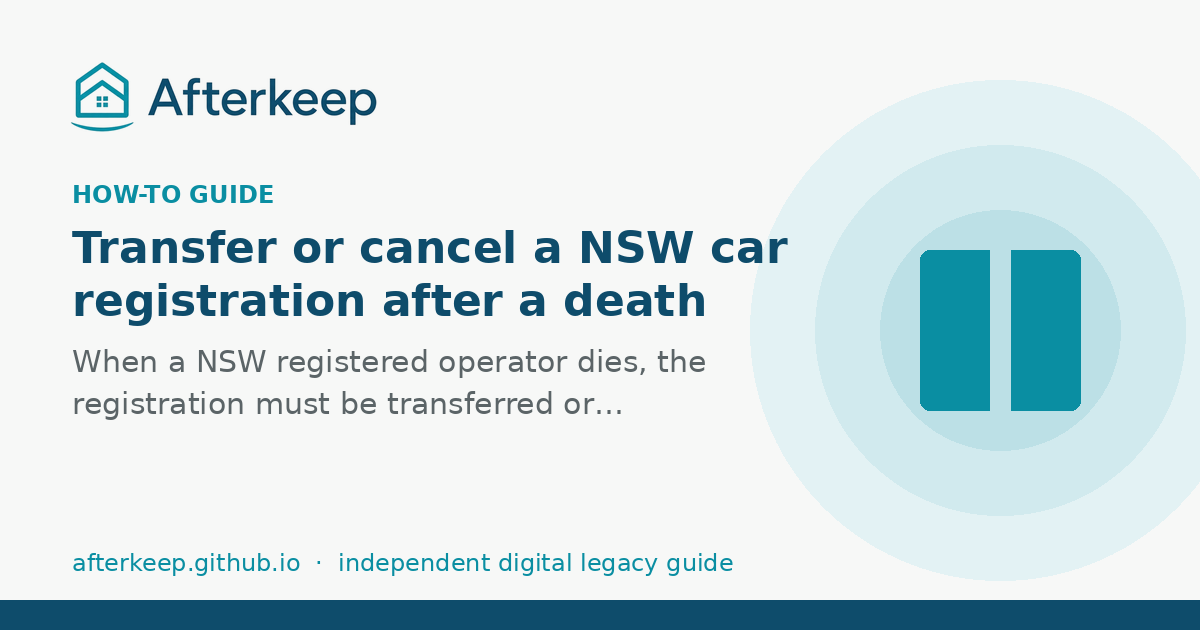 Afterkeep
HOW-TO GUIDE
Transfer or cancel a NSW car
registration after a death
When a NSW registered operator dies, the
registration must be transferred or…
afterkeep.github.io · independent digital legacy guide